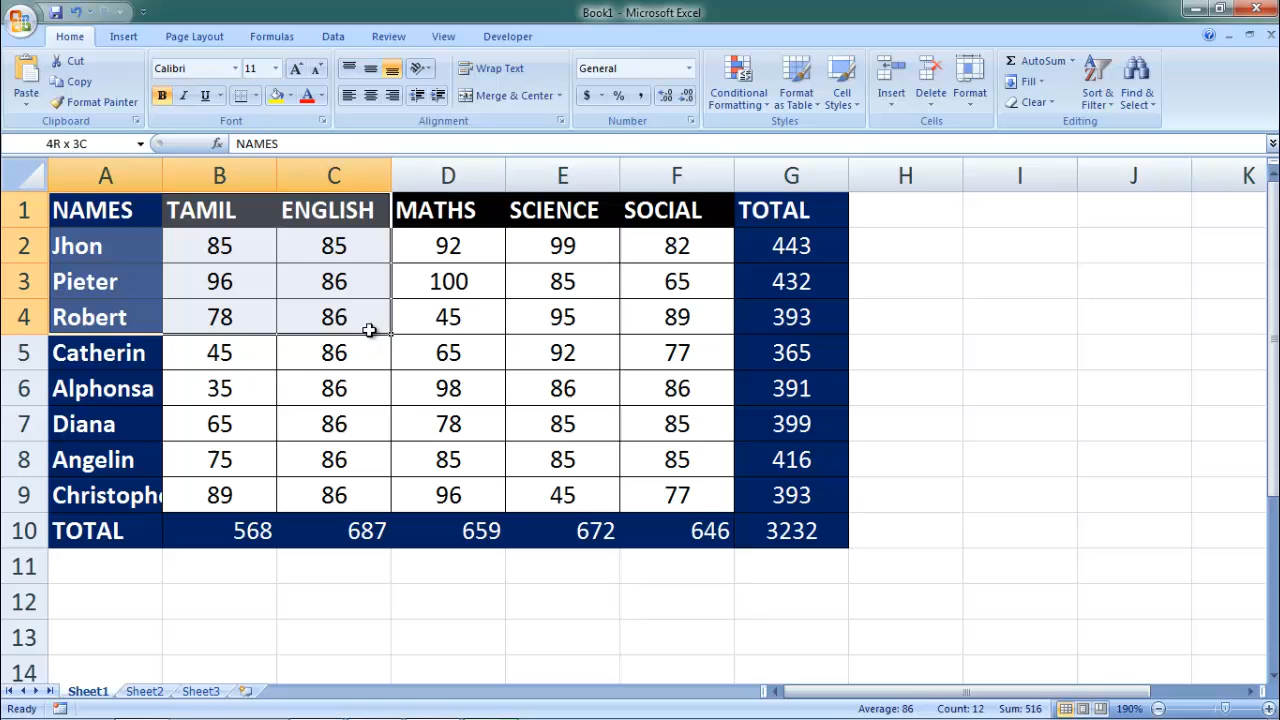 Book1 - Microsoft Excel
Home Insert Page Layout Formulas Data Review View Developer
Paste
Cut
Copy
Format Painter
Clipboard
Calibri 11
B I U A A
Font
Wrap Text
Merge & Center
Alignment
General
$ % ,
Number
Conditional Formatting
Format as Table
Cell Styles
Styles
Insert Delete Format
Cells
Σ AutoSum
Fill
Clear
Sort & Filter
Find & Select
Editing
4R x 3C fx NAMES
A B C D E F G H I J K
1 NAMES TAMIL ENGLISH MATHS SCIENCE SOCIAL TOTAL
2 Jhon 85 85 92 99 82 443
3 Pieter 96 86 100 85 65 432
4 Robert 78 86 45 95 89 393
5 Catherin 45 86 65 92 77 365
6 Alphonsa 35 86 98 86 86 391
7 Diana 65 86 78 85 85 399
8 Angelin 75 86 85 85 85 416
9 Christophe 89 86 96 45 77 393
10 TOTAL 568 687 659 672 646 3232
11
12
13
14
Sheet1 Sheet2 Sheet3
Ready Average: 86 Count: 12 Sum: 516 190%